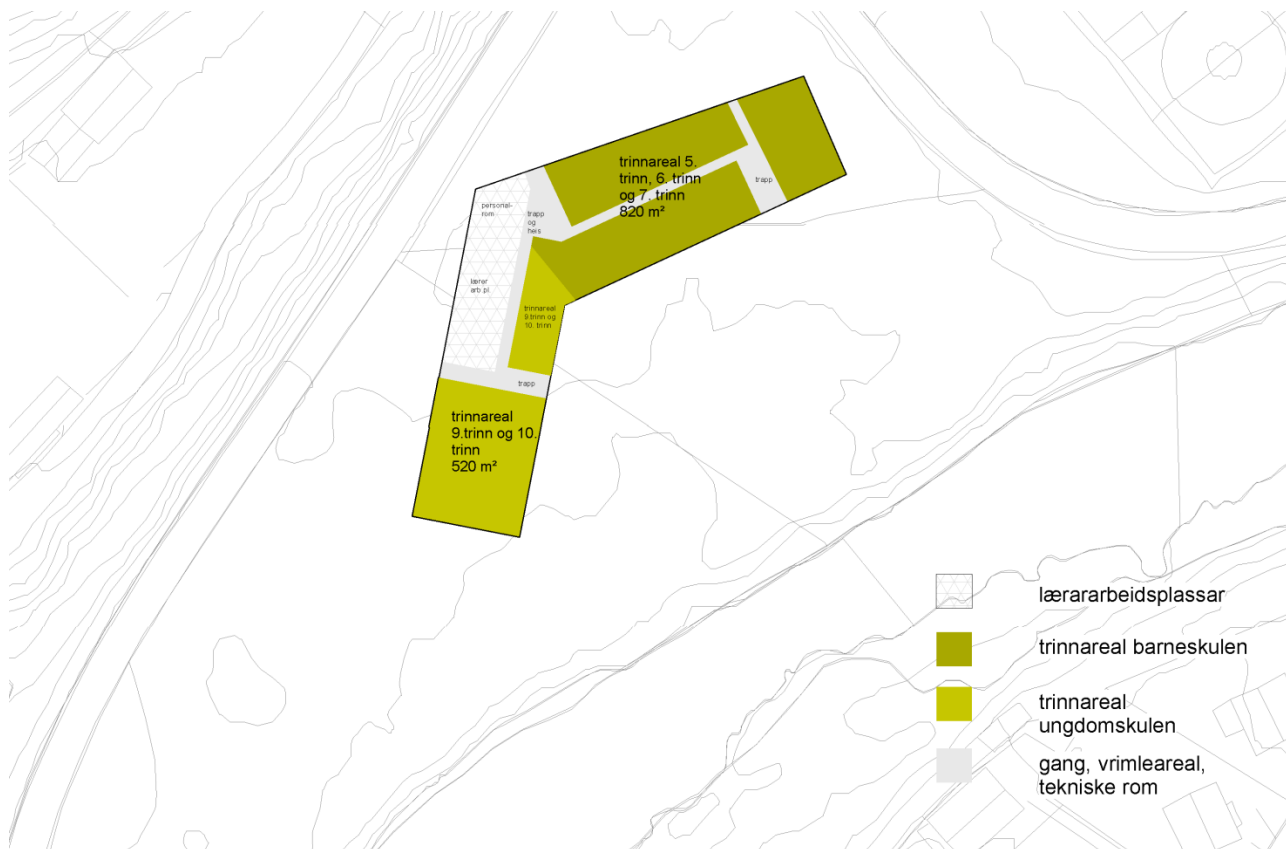 trinnareal 5.
trinn, 6. trinn
og 7. trinn
820 m²
trapp
personal-
rom
trapp
og
heis
lærer
arb.pl
trinnareal
9.trinn og
10. trinn
trapp
trinnareal
9.trinn og 10.
trinn
520 m²
lærararbeidsplassar
trinnareal barneskulen
trinnareal
ungdomskulen
gang, vrimleareal,
tekniske rom